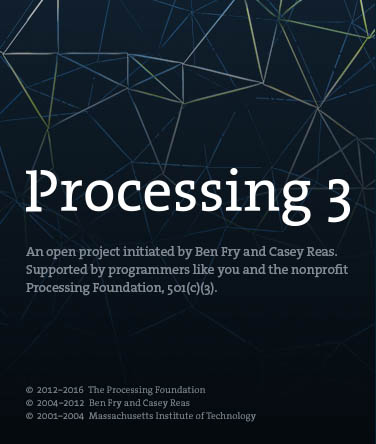 Processing 3
An open project initiated by Ben Fry and Casey Reas.
Supported by programmers like you and the nonprofit
Processing Foundation, 501(c)(3).
© 2012–2016 The Processing Foundation
© 2004–2012 Ben Fry and Casey Reas
© 2001–2004 Massachusetts Institute of Technology